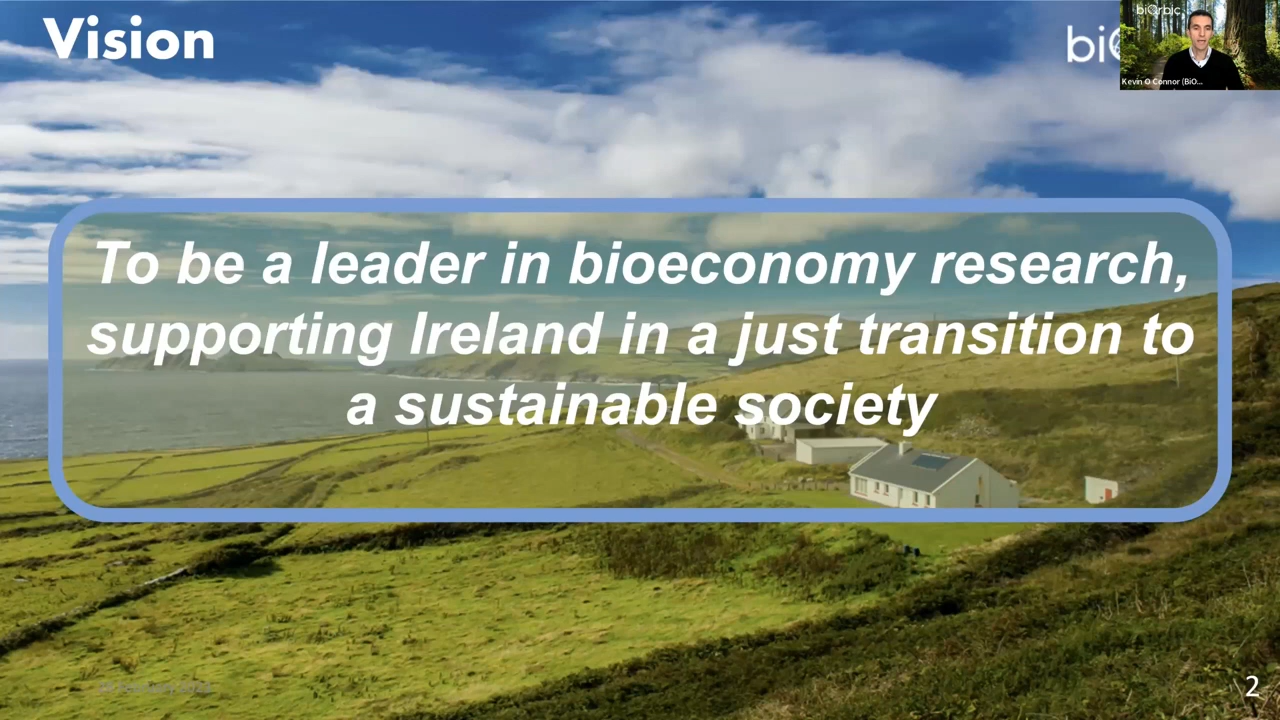 Vision
biOrbic
Kevin O Connor (BiO...
To be a leader in bioeconomy research,
supporting Ireland in a just transition to
a sustainable society
2